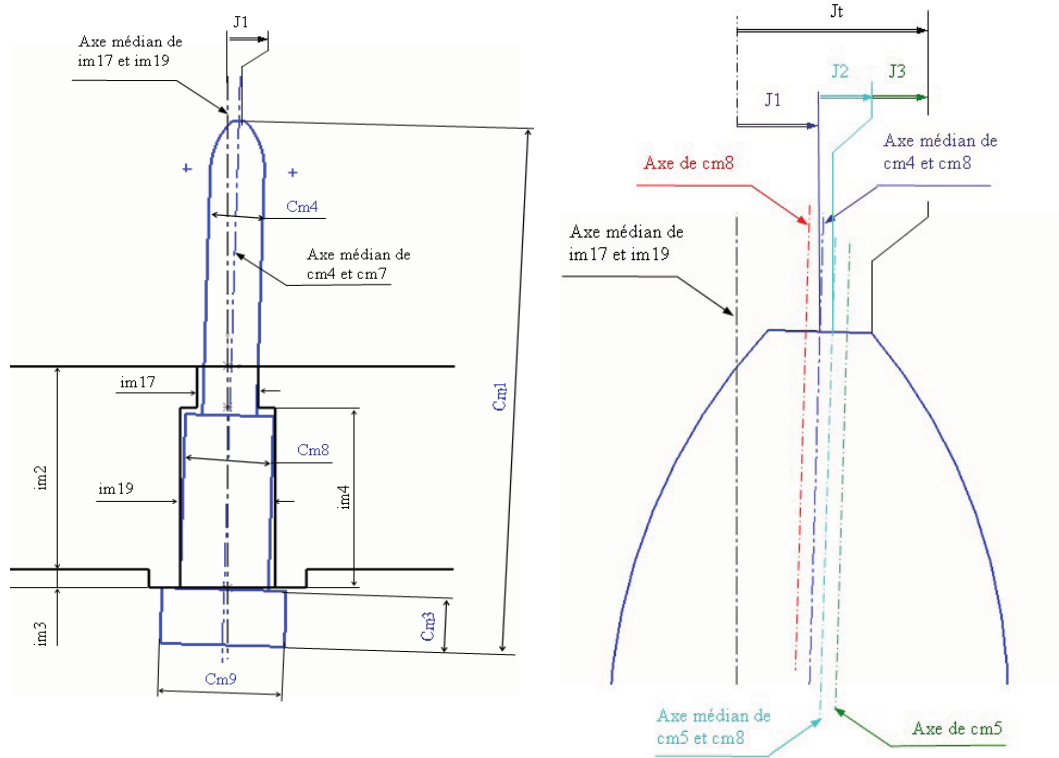 J1
Axe médian de
im17 et im19
Cm4
Axe médian de
cm4 et cm7
im17
Cm1
Cm8
im2
im19
im4
im3
Cm3
Cm9
Jt
J2
J3
J1
Axe de cm8
Axe médian de
cm4 et cm8
Axe médian de
im17 et im19
Axe médian de
cm5 et cm8
Axe de cm5